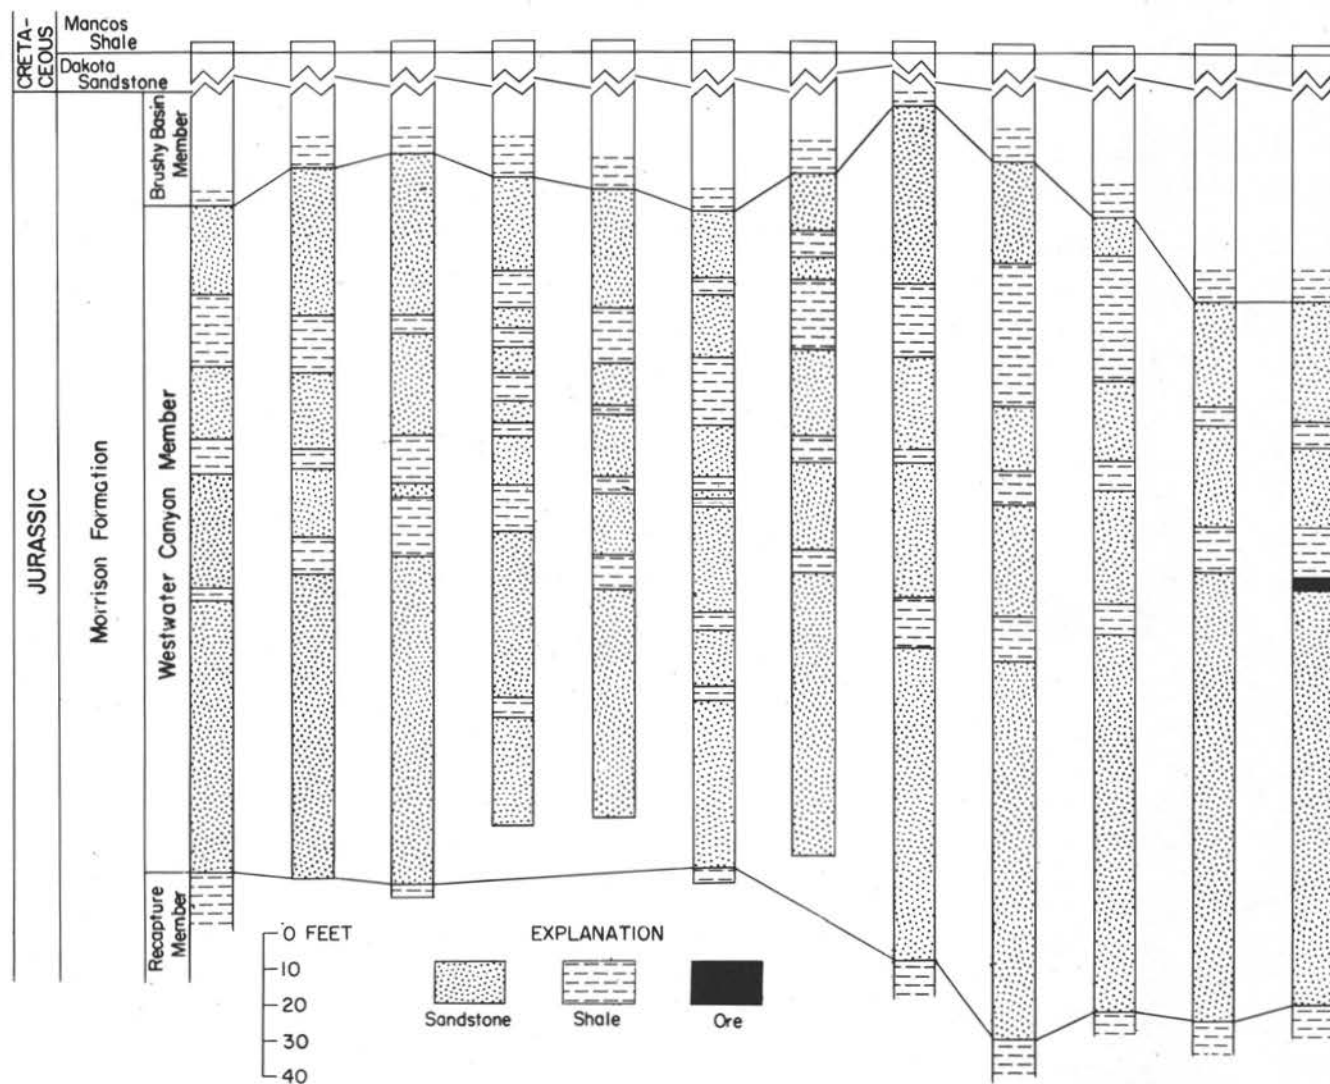 CRETA-
CEOUS
Mancos
Shale
Dakota
Sandstone
JURASSIC
Morrison Formation
Brushy Basin
Member
Westwater Canyon Member
Recapture
Member
0 FEET
10
20
30
40
EXPLANATION
Sandstone
Shale
Ore